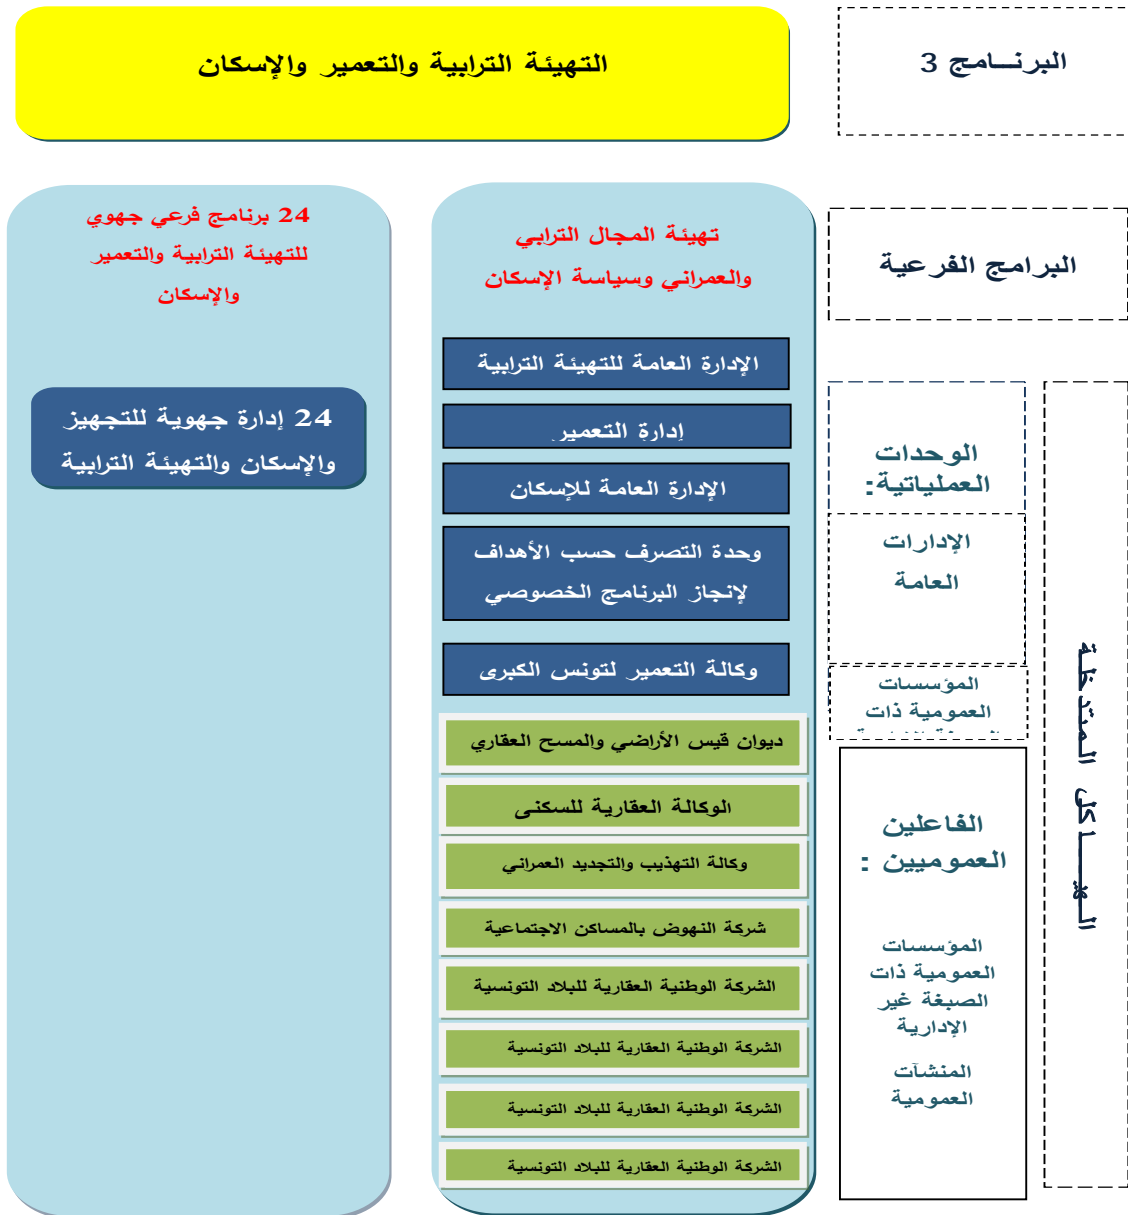 البرنـــامج 3
التهيئة الترابية والتعمير والإسكان
البرامج الفرعية
تهيئة المجال الترابي
والعمراني وسياسة الإسكان
24 برنامج فرعي جهوي
للتهيئة الترابية والتعمير
والإسكان
الهيـــاكل المتدخلة
الوحدات
العملياتية:
الإدارات
العامة
المؤسسات
العمومية ذات
الفاعلين
العموميين :
المؤسسات
العمومية ذات
الصبغة غير
الإدارية
المنشآت
العمومية
الإدارة العامة للتهيئة الترابية
إدارة التعمير
الإدارة العامة للإسكان
وحدة التصرف حسب الأهداف
لإنجاز البرنامج الخصوصي
وكالة التعمير لتونس الكبرى
ديوان قيس الأراضي والمسح العقاري
الوكالة العقارية للسكنى
وكالة التهذيب والتجديد العمراني
شركة النهوض بالمساكن الاجتماعية
الشركة الوطنية العقارية للبلاد التونسية
الشركة الوطنية العقارية للبلاد التونسية
الشركة الوطنية العقارية للبلاد التونسية
الشركة الوطنية العقارية للبلاد التونسية
24 إدارة جهوية للتجهيز
والإسكان والتهيئة الترابية